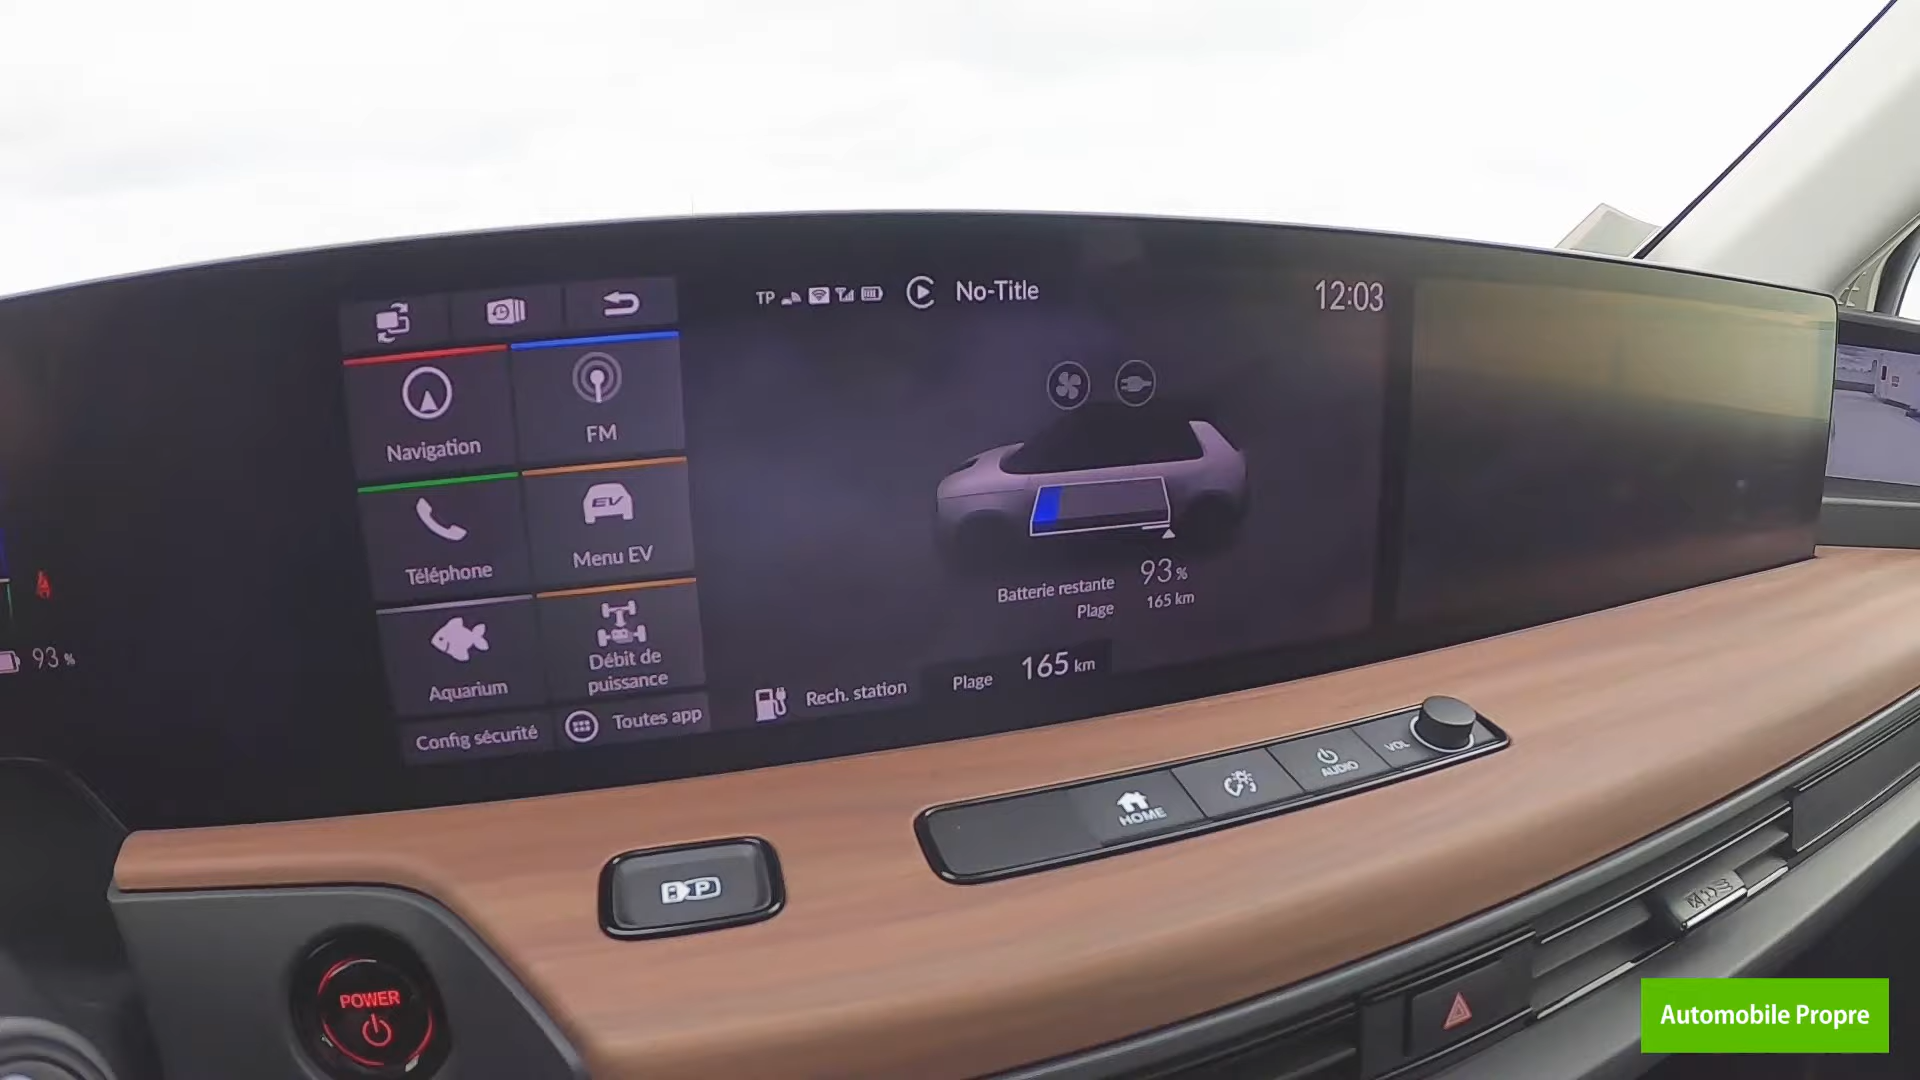 TP
No-Title
12:03
Navigation
FM
Téléphone
EV
Menu EV
Aquarium
Débit de
puissance
Config sécurité
Toutes app
Batterie restante
93 %
Plage
165 km
Rech. station
Plage
165 km
93 %
HOME
AUDIO
VOL
P
POWER
Automobile Propre